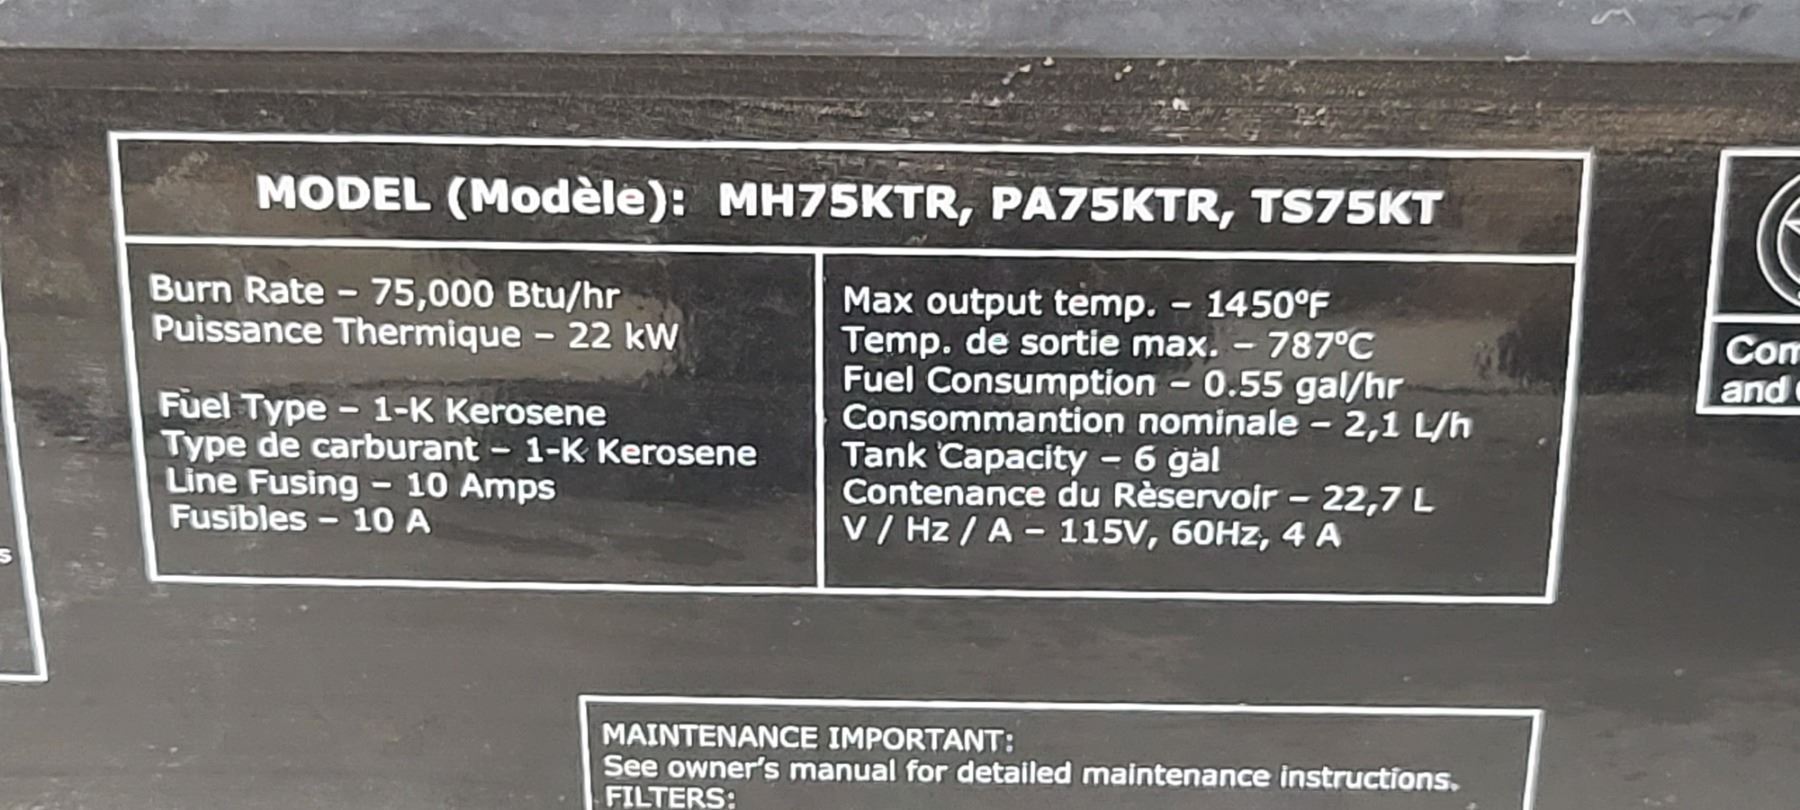 MODEL (Modèle): MH75KTR, PA75KTR, TS75KT
Burn Rate – 75,000 Btu/hr
Puissance Thermique – 22 kW
Fuel Type – 1-K Kerosene
Type de carburant – 1-K Kerosene
Line Fusing – 10 Amps
Fusibles – 10 A
Max output temp. – 1450ºF
Temp. de sortie max. – 787ºC
Fuel Consumption – 0.55 gal/hr
Consommantion nominale – 2,1 L/h
Tank Capacity – 6 gal
Contenance du Rèservoir – 22,7 L
V / Hz / A – 115V, 60Hz, 4 A
and
MAINTENANCE IMPORTANT:
See owner's manual for detailed maintenance instructions.
FILTERS: